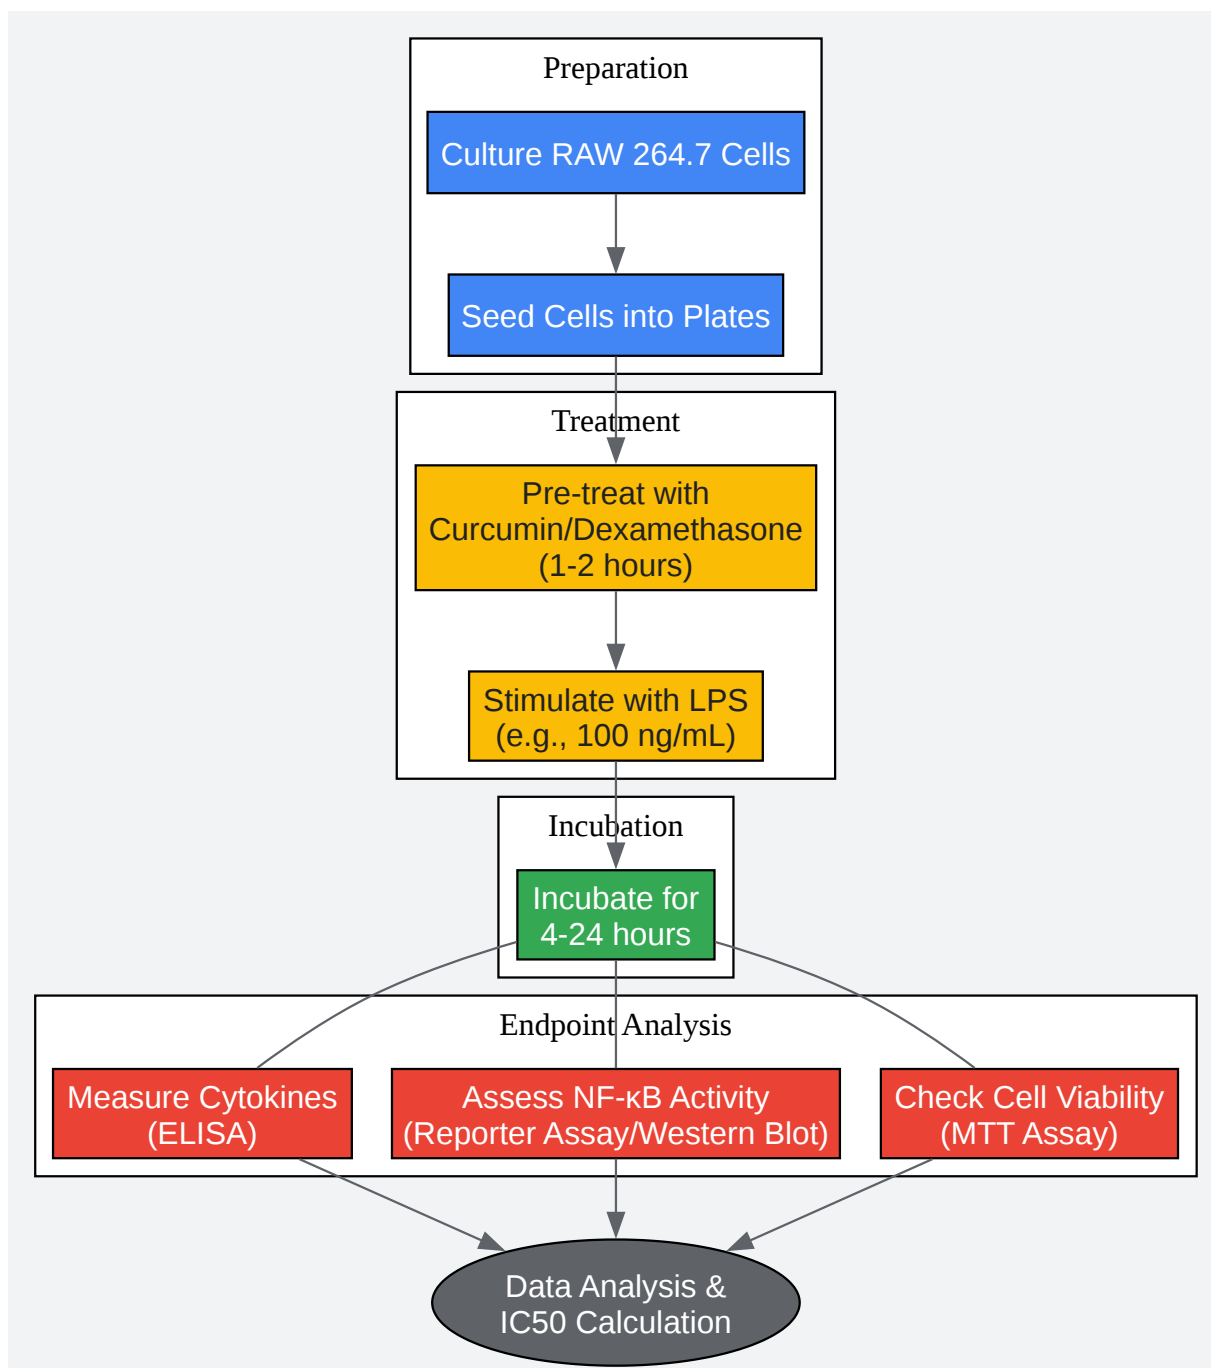 Preparation
Culture RAW 264.7 Cells
Seed Cells into Plates
Treatment
Pre-treat with
Curcumin/Dexamethasone
(1-2 hours)
Stimulate with LPS
(e.g., 100 ng/mL)
Incubation
Incubate for
4-24 hours
Endpoint Analysis
Measure Cytokines
(ELISA)
Assess NF-κB Activity
(Reporter Assay/Western Blot)
Check Cell Viability
(MTT Assay)
Data Analysis &
IC50 Calculation